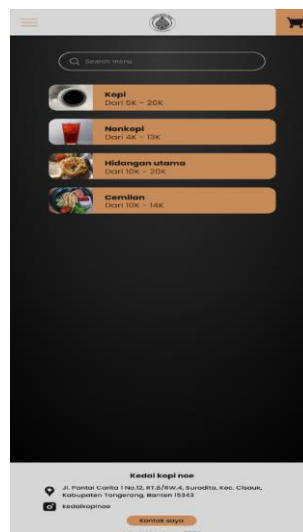 Search menu
Kopi
Dari 5K - 20K
Nonkopi
Dari 4K - 13K
Hidangan utama
Dari 10K - 20K
Cemilan
Dari 10K - 14K
Kedai kopi noe
Jl. Pantai Carita 1 No.12, RT.8/RW.4, Suradita, Kec. Cisauk,
Kabupaten Tangerang, Banten 15343
kedaikopinoe
Kontak saya